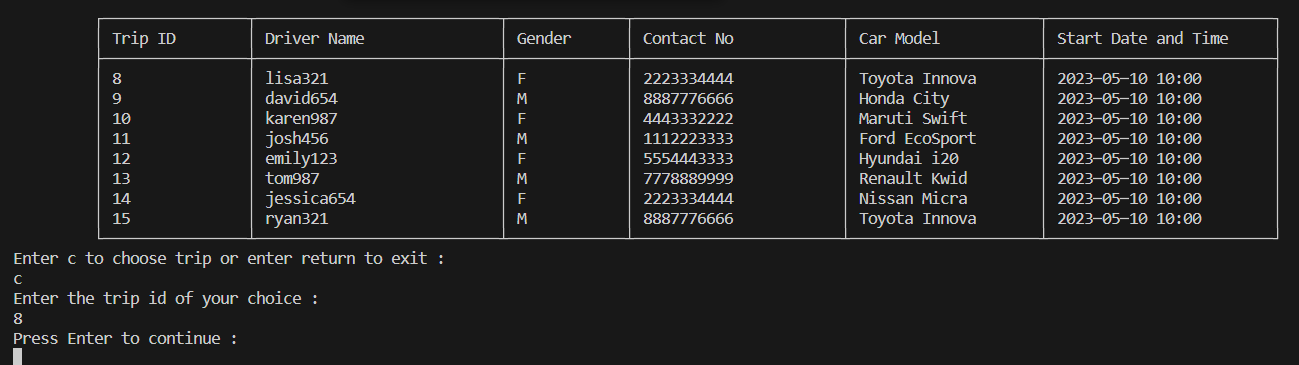 Trip ID Driver Name Gender Contact No Car Model Start Date and Time
8 lisa321 F 2223334444 Toyota Innova 2023-05-10 10:00
9 david654 M 8887776666 Honda City 2023-05-10 10:00
10 karen987 F 4443332222 Maruti Swift 2023-05-10 10:00
11 josh456 M 1112223333 Ford EcoSport 2023-05-10 10:00
12 emily123 F 5554443333 Hyundai i20 2023-05-10 10:00
13 tom987 M 7778889999 Renault Kwid 2023-05-10 10:00
14 jessica654 F 2223334444 Nissan Micra 2023-05-10 10:00
15 ryan321 M 8887776666 Toyota Innova 2023-05-10 10:00
Enter c to choose trip or enter return to exit :
c
Enter the trip id of your choice :
8
Press Enter to continue :